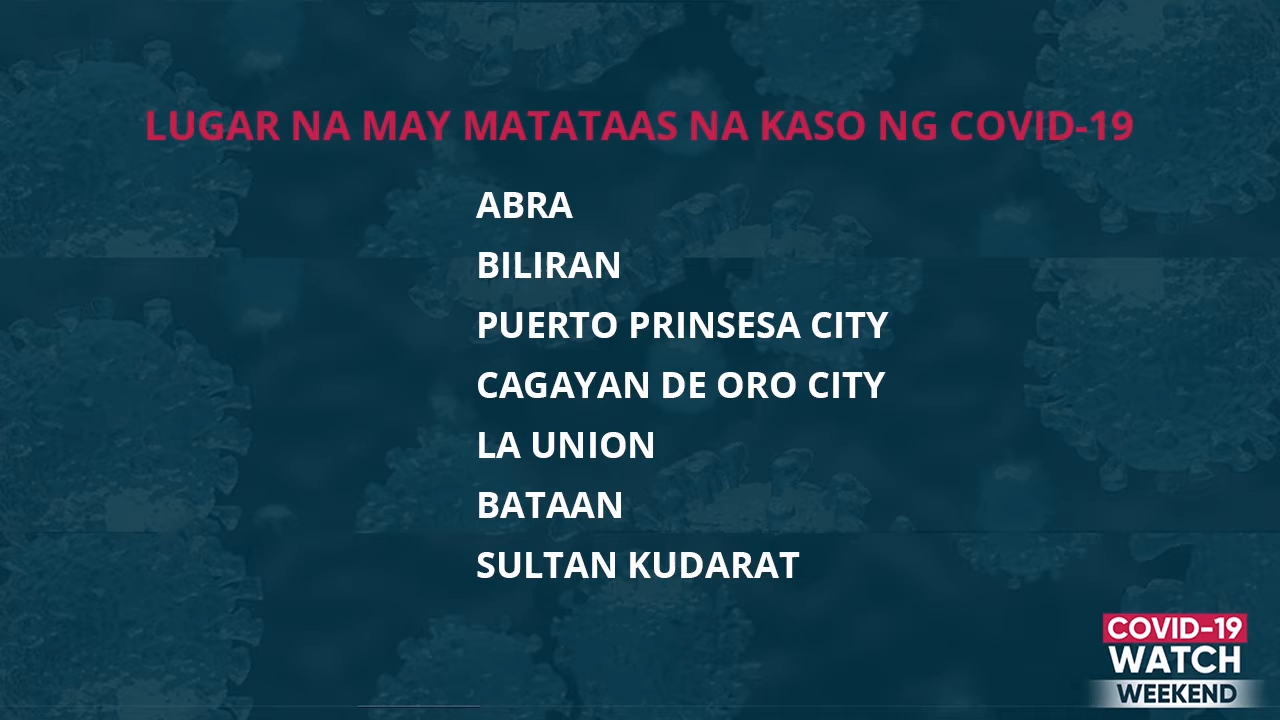 LUGAR NA MAY MATATAAS NA KASO NG COVID-19
ABRA
BILIRAN
PUERTO PRINSESA CITY
CAGAYAN DE ORO CITY
LA UNION
BATAAN
SULTAN KUDARAT
COVID-19
WATCH
WEEKEND